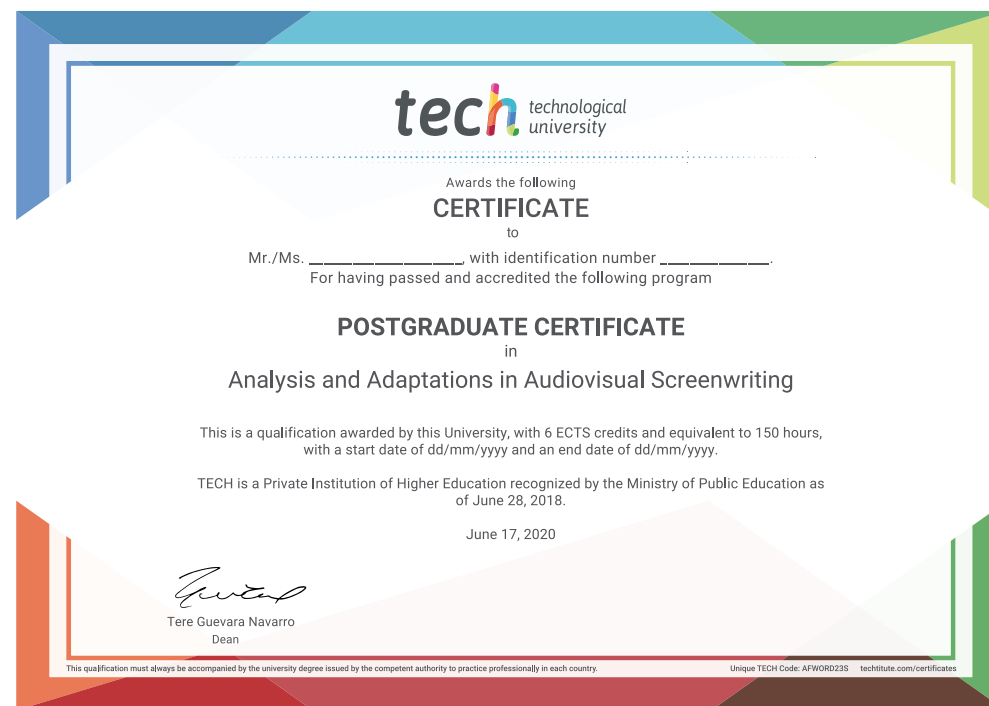 tech technological
university
Awards the following
CERTIFICATE
to
Mr./Ms. ____________________, with identification number ______________.
For having passed and accredited the following program
POSTGRADUATE CERTIFICATE
in
Analysis and Adaptations in Audiovisual Screenwriting
This is a qualification awarded by this University, with 6 ECTS credits and equivalent to 150 hours,
with a start date of dd/mm/yyyy and an end date of dd/mm/yyyy.
TECH is a Private Institution of Higher Education recognized by the Ministry of Public Education as
of June 28, 2018.
June 17, 2020
Tere Guevara Navarro
Dean
This qualification must always be accompanied by the university degree issued by the competent authority to practice professionally in each country.
Unique TECH Code: AFWORD23S techtitute.com/certificates